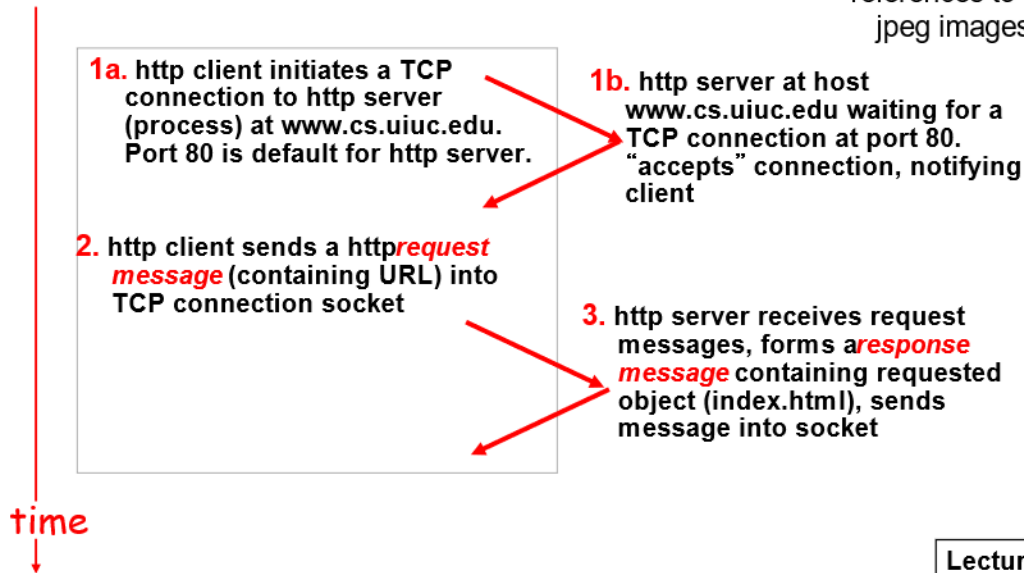 references to
jpeg images
1a. http client initiates a TCP
connection to http server
(process) at www.cs.uiuc.edu.
Port 80 is default for http server.
1b. http server at host
www.cs.uiuc.edu waiting for a
TCP connection at port 80.
“accepts” connection, notifying
client
2. http client sends a httprequest
message (containing URL) into
TCP connection socket
3. http server receives request
messages, forms aresponse
message containing requested
object (index.html), sends
message into socket
time